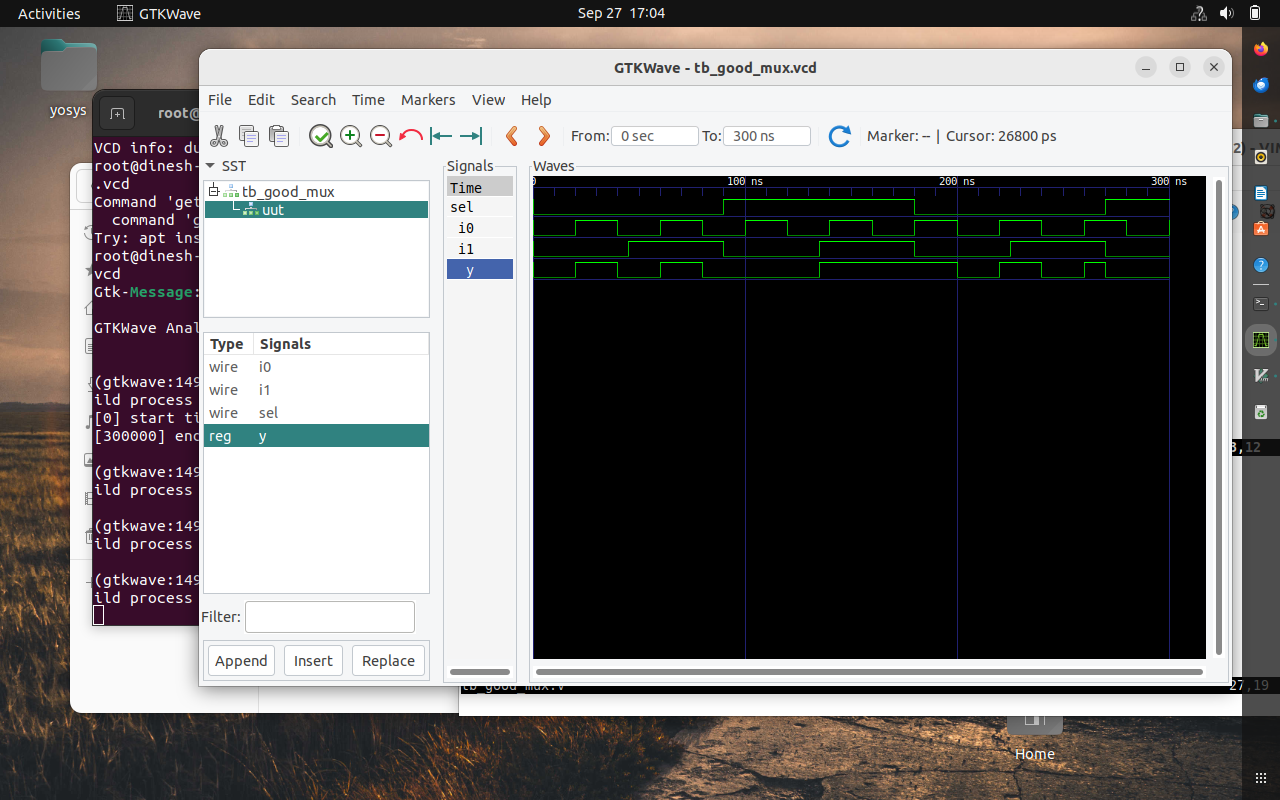 Activities
GTKWave
Sep 27 17:04
yosys
root@
VCD info: du
root@dinesh-
.vcd
Command 'get
command 'g
Try: apt ins
root@dinesh-
vcd
Gtk-Message:
GTKWave Anal
(gtkwave:149
ild process
[0] start ti
[300000] end
(gtkwave:149
ild process
(gtkwave:149
ild process
(gtkwave:149
ild process
GTKWave - tb_good_mux.vcd
File Edit Search Time Markers View Help
From: 0 sec To: 300 ns Marker: -- | Cursor: 26800 ps
SST
tb_good_mux
uut
Type Signals
wire i0
wire i1
wire sel
reg y
Filter:
Append Insert Replace
Signals
Time
sel
i0
i1
y
Waves
0 100 ns 200 ns 300 ns
2) - VIM
3,12
tb_good_mux.v 27,19
Home